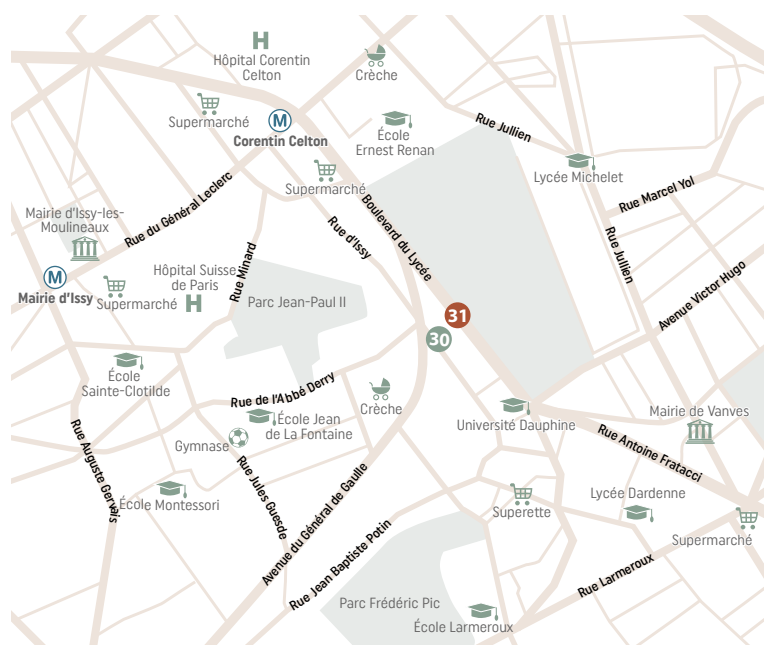 H
Hôpital Corentin
Celton
Crèche
Supermarché
M
Corentin Celton
École
Ernest Renan
Rue Jullien
Lycée Michelet
Supermarché
Rue Marcel Yol
Boulevard du Lycée
Rue d'Issy
Rue du Général Leclerc
Mairie d'Issy-les-
Moulineaux
M
Mairie d'Issy
Supermarché
Hôpital Suisse
de Paris
H
Rue Minard
Parc Jean-Paul II
Rue Jullien
Avenue Victor Hugo
31
30
École
Sainte-Clotilde
Rue de l'Abbé Derry
Crèche
École Jean
de La Fontaine
Gymnase
Université Dauphine
Mairie de Vanves
Rue Antoine Fratacci
Rue Auguste Gervais
École Montessori
Rue Jules Guesde
Avenue du Général de Gaulle
Superette
Lycée Dardenne
Supermarché
Rue Jean Baptiste Potin
Rue Larmeroux
Parc Frédéric Pic
École Larmeroux